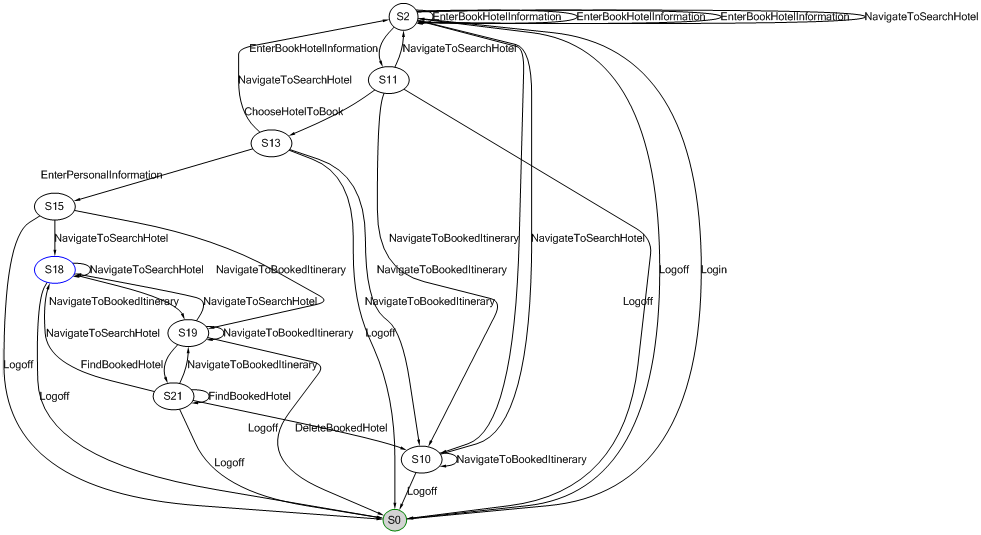 S2
EnterBookHotelInformation
EnterBookHotelInformation
EnterBookHotelInformation
NavigateToSearchHotel
EnterBookHotelInformation
NavigateToSearchHotel
NavigateToSearchHotel
S11
ChooseHotelToBook
S13
EnterPersonalInformation
S15
NavigateToSearchHotel
NavigateToBookedItinerary
NavigateToSearchHotel
S18
NavigateToSearchHotel
NavigateToBookedItinerary
NavigateToBookedItinerary
Logoff
Login
NavigateToBookedItinerary
NavigateToSearchHotel
NavigateToBookedItinerary
Logoff
S19
NavigateToBookedItinerary
NavigateToSearchHotel
Logoff
Logoff
FindBookedHotel
NavigateToBookedItinerary
S21
FindBookedHotel
Logoff
Logoff
DeleteBookedHotel
Logoff
S10
NavigateToBookedItinerary
Logoff
S0